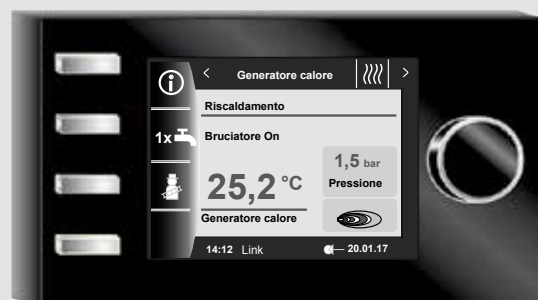 < Generatore calore >
Riscaldamento
1x
Bruciatore On
1,5 bar
Pressione
25,2 °C
Generatore calore
14:12 Link 20.01.17